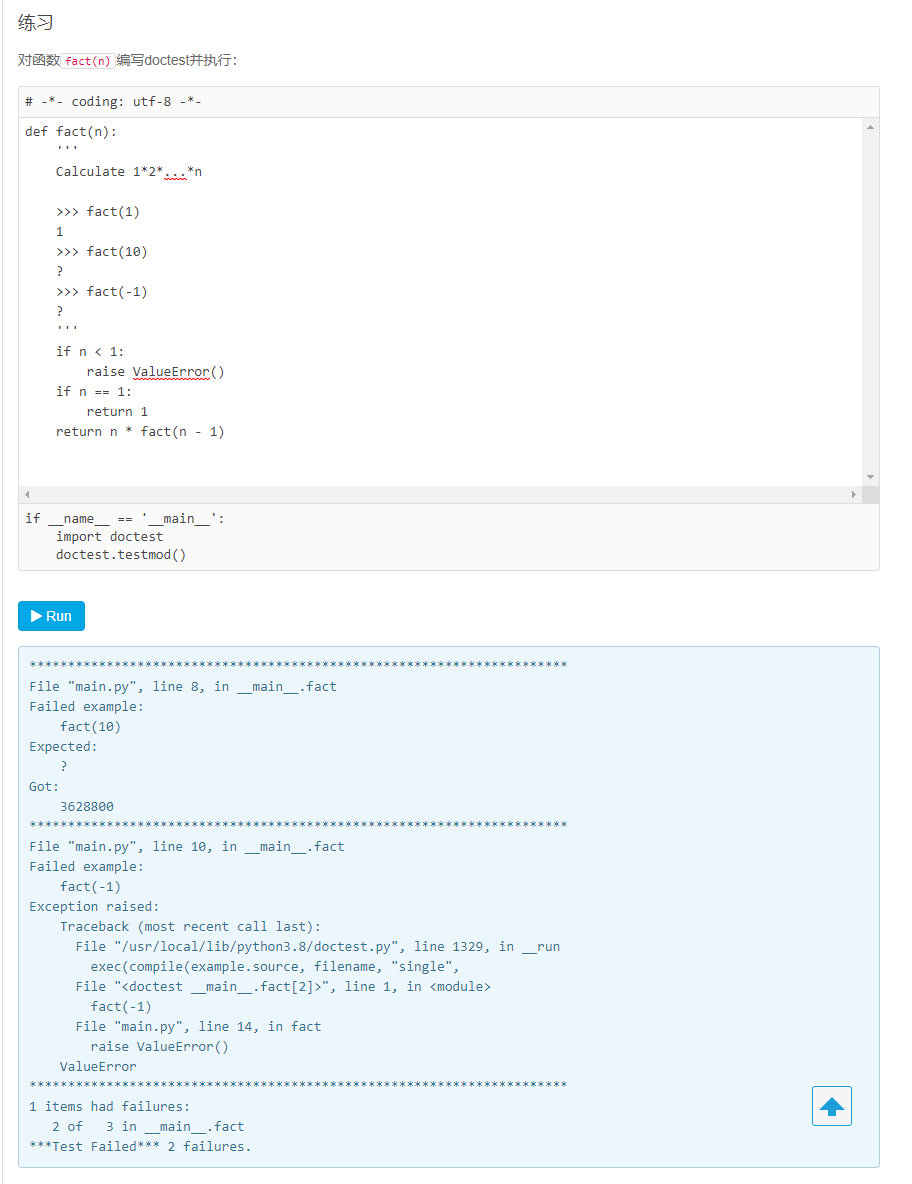 练习
对函数fact(n)编写doctest并执行：
# -*- coding: utf-8 -*-
def fact(n):
    '''
    Calculate 1*2*...*n

    >>> fact(1)
    1
    >>> fact(10)
    ?
    >>> fact(-1)
    ?
    '''
    if n < 1:
        raise ValueError()
    if n == 1:
        return 1
    return n * fact(n - 1)
if __name__ == '__main__':
    import doctest
    doctest.testmod()
Run
**********************************************************************
File "main.py", line 8, in __main__.fact
Failed example:
    fact(10)
Expected:
    ?
Got:
    3628800
**********************************************************************
File "main.py", line 10, in __main__.fact
Failed example:
    fact(-1)
Exception raised:
    Traceback (most recent call last):
      File "/usr/local/lib/python3.8/doctest.py", line 1329, in __run
        exec(compile(example.source, filename, "single",
      File "<doctest __main__.fact[2]>", line 1, in <module>
        fact(-1)
      File "main.py", line 14, in fact
        raise ValueError()
    ValueError
**********************************************************************
1 items had failures:
   2 of   3 in __main__.fact
***Test Failed*** 2 failures.